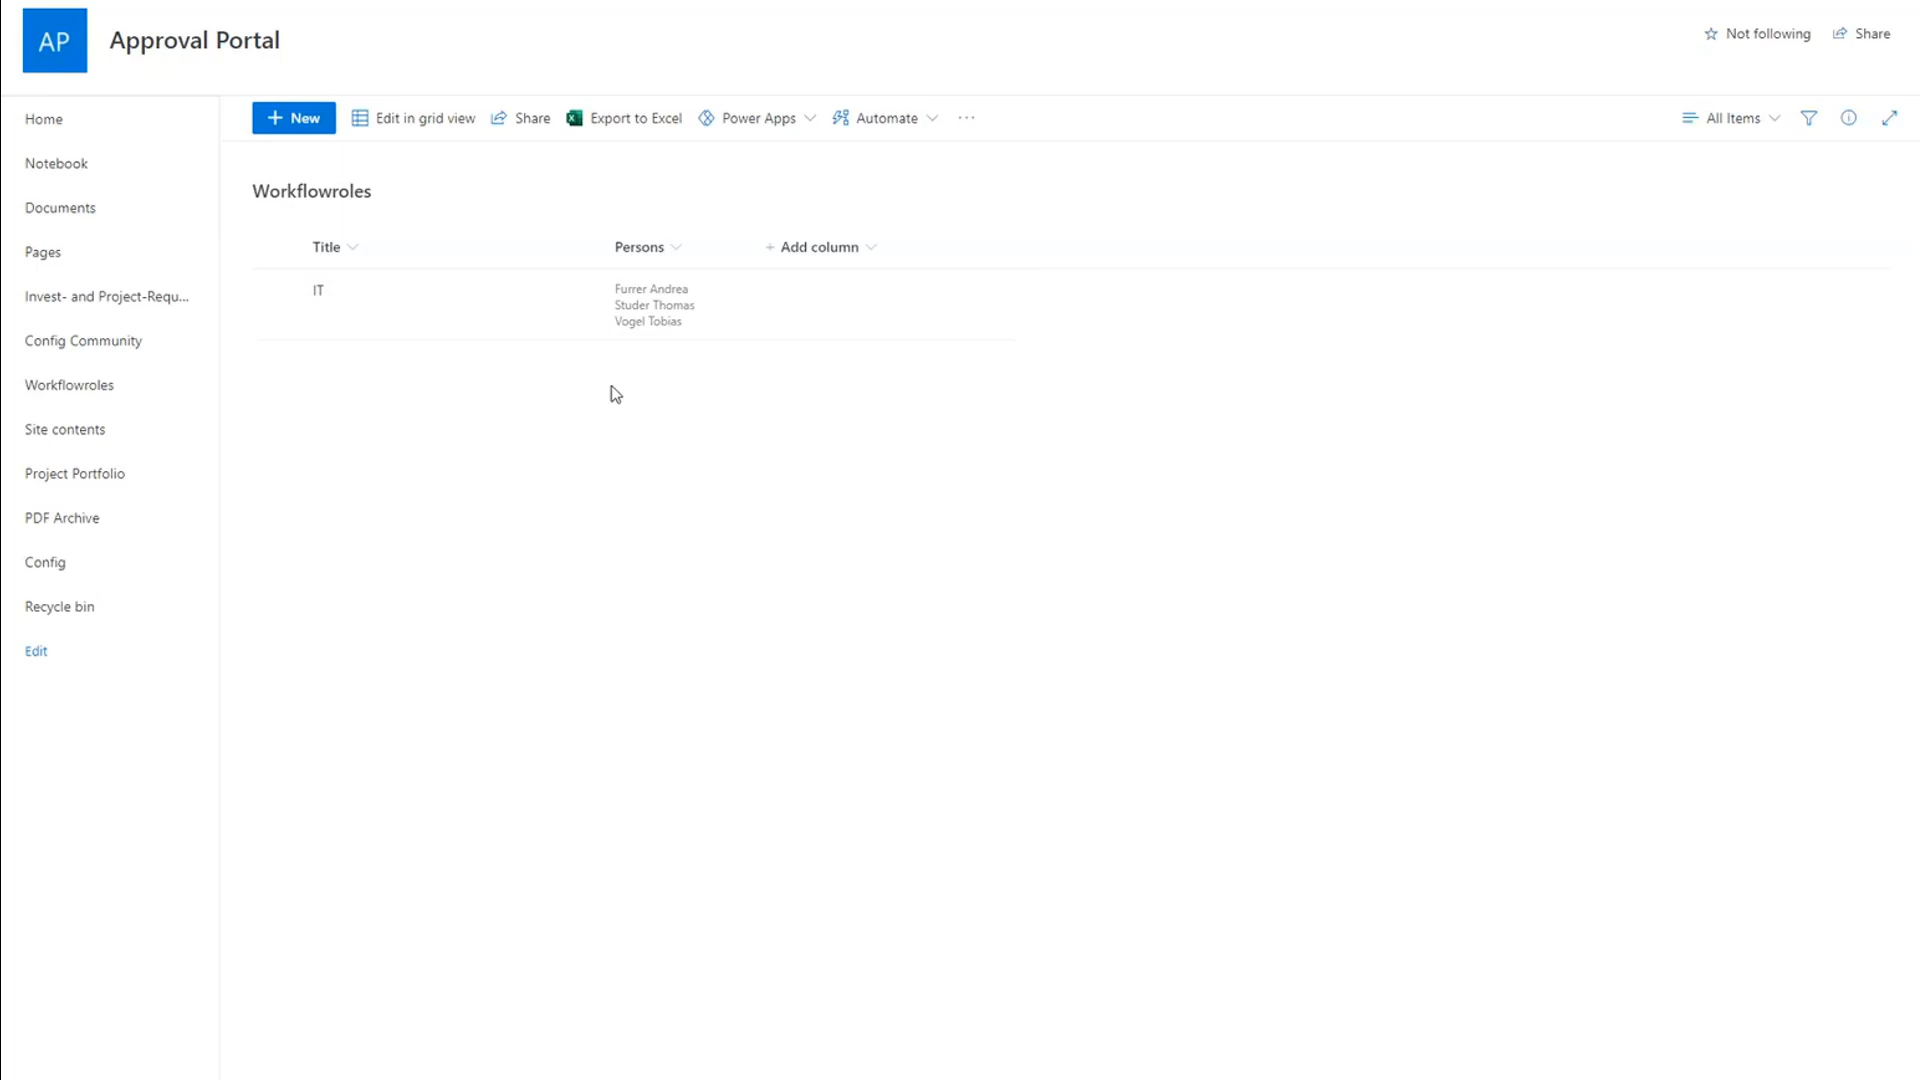 AP
Approval Portal
Not following
Share
Home
Notebook
Documents
Pages
Invest- and Project-Requ...
Config Community
Workflowroles
Site contents
Project Portfolio
PDF Archive
Config
Recycle bin
Edit
+ New
Edit in grid view
Share
Export to Excel
Power Apps
Automate
...
All Items
Workflowroles
Title
Persons
+ Add column
IT
Furrer Andrea
Studer Thomas
Vogel Tobias